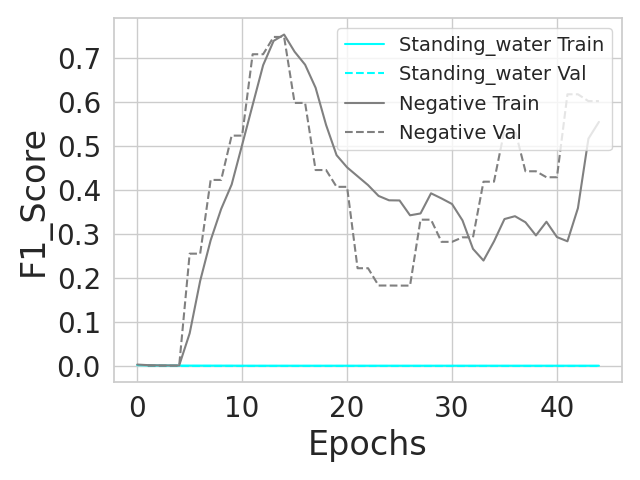 F1_Score
0.7
0.6
0.5
0.4
0.3
0.2
0.1
0.0
Standing_water Train
Standing_water Val
Negative Train
Negative Val
0 10 20 30 40
Epochs